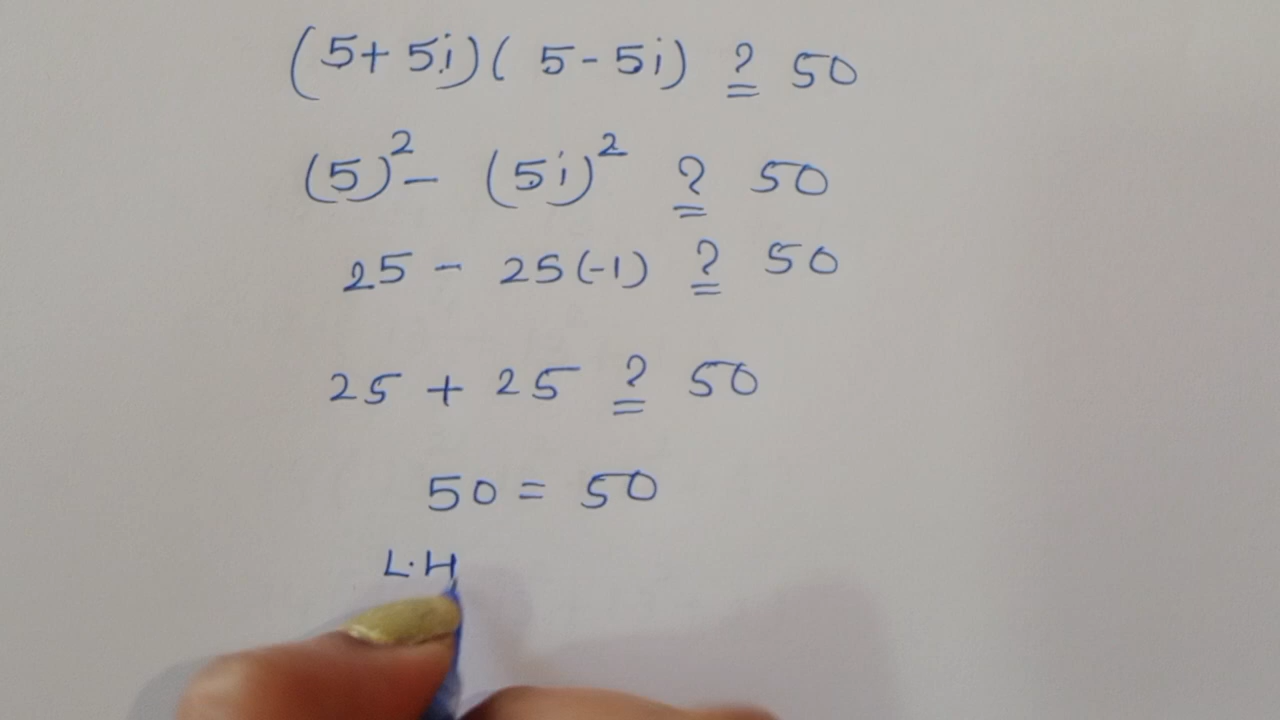 (5+5i)(5-5i) ≟ 50
(5)² - (5i)² ≟ 50
25 - 25(-1) ≟ 50
25 + 25 ≟ 50
50 = 50
L.H